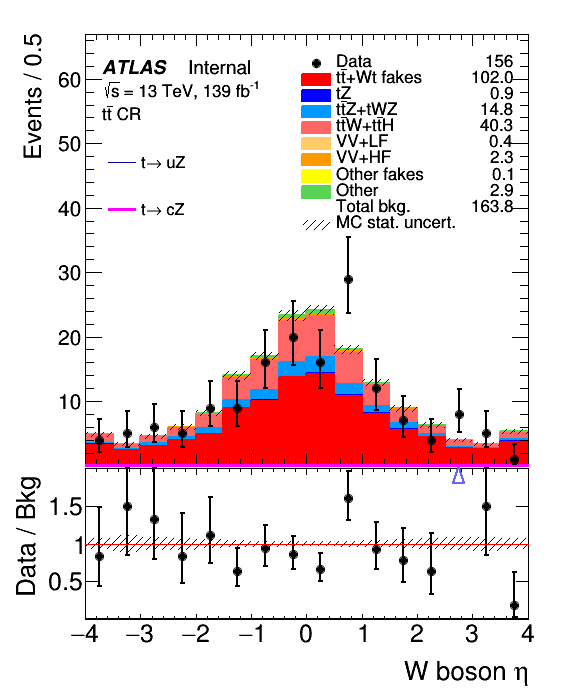 Events / 0.5
ATLAS Internal
√s = 13 TeV, 139 fb⁻¹
tt̄ CR
t→ uZ
t→ cZ
Data 156
tt̄+Wt fakes 102.0
tZ 0.9
tt̄Z+tWZ 14.8
tt̄W+tt̄H 40.3
VV+LF 0.4
VV+HF 2.3
Other fakes 0.1
Other 2.9
Total bkg. 163.8
MC stat. uncert.
60
50
40
30
20
10
Data / Bkg
1.5
1
0.5
−4 −3 −2 −1 0 1 2 3 4
W boson η